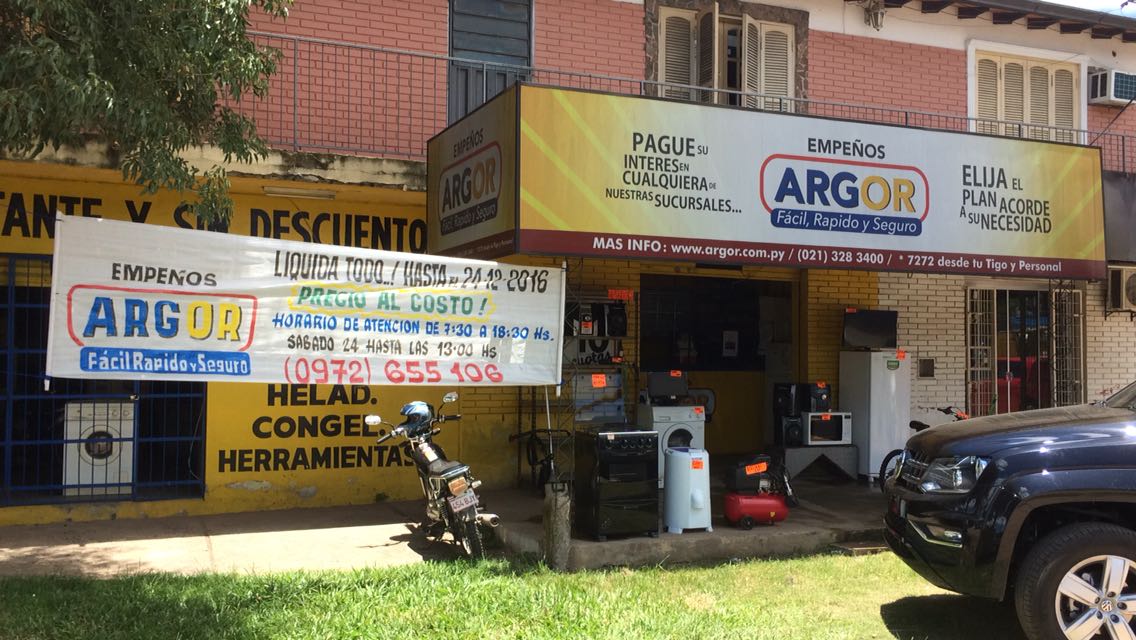 TANTE Y SIN DESCUENTO
EMPEÑOS
ARGOR
Fácil, Rapido y Seguro
PAGUE SU
INTERES EN
CUALQUIERA DE
NUESTRAS SUCURSALES...
EMPEÑOS
ARGOR
Fácil, Rapido y Seguro
ELIJA EL
PLAN ACORDE
A SU NECESIDAD
MAS INFO: www.argor.com.py / (021) 328 3400 / * 7272 desde tu Tigo y Personal
EMPEÑOS
ARGOR
Fácil Rapido y Seguro
LIQUIDA TODO../ HASTA EL 24-12-2016
PRECIO AL COSTO!
HORARIO DE ATENCION DE 7:30 A 18:30 Hs.
SABADO 24 HASTA LAS 13:00 Hs
(0972) 655 106
HELAD.
CONGEL.
HERRAMIENTAS